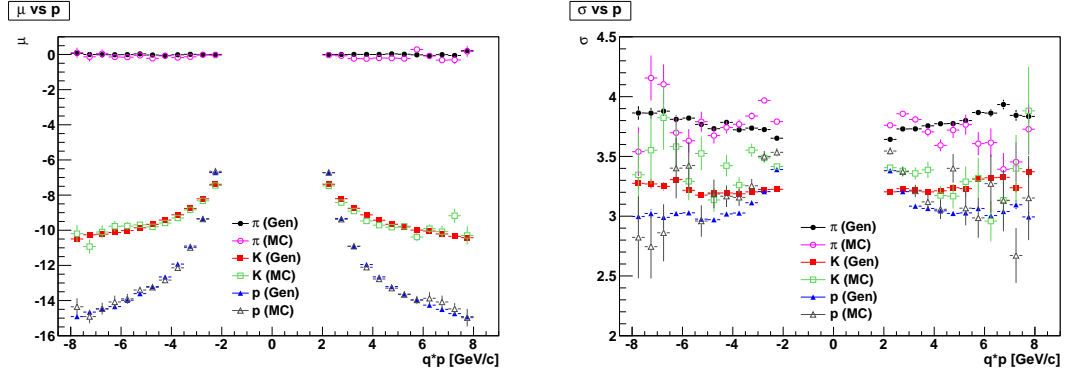 μ vs p
μ
0
-2
-4
-6
-8
-10
-12
-14
-16
-8 -6 -4 -2 0 2 4 6 8
q*p [GeV/c]
π (Gen)
π (MC)
K (Gen)
K (MC)
p (Gen)
p (MC)
σ vs p
σ
4.5
4
3.5
3
2.5
2
-8 -6 -4 -2 0 2 4 6 8
q*p [GeV/c]
π (Gen)
π (MC)
K (Gen)
K (MC)
p (Gen)
p (MC)